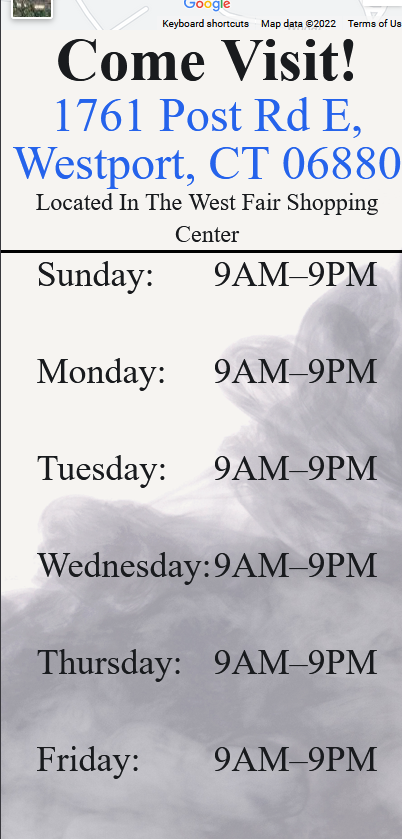 Google
Keyboard shortcuts Map data ©2022 Terms of Us
Come Visit!
1761 Post Rd E,
Westport, CT 06880
Located In The West Fair Shopping
Center
Sunday: 9AM–9PM
Monday: 9AM–9PM
Tuesday: 9AM–9PM
Wednesday: 9AM–9PM
Thursday: 9AM–9PM
Friday: 9AM–9PM